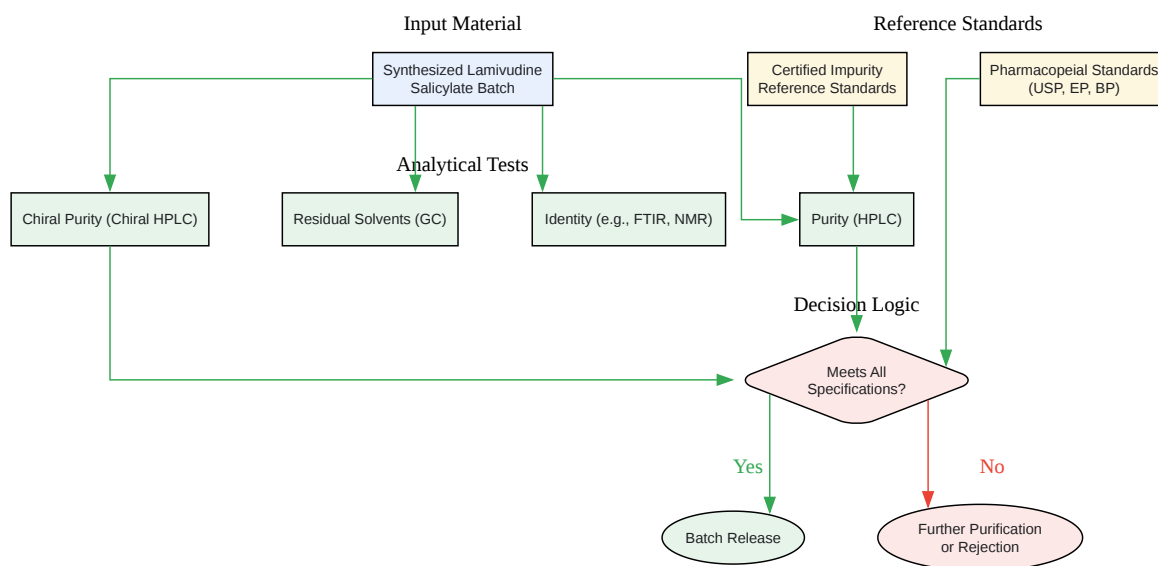 Input Material
Reference Standards
Synthesized Lamivudine
Salicylate Batch
Certified Impurity
Reference Standards
Pharmacopeial Standards
(USP, EP, BP)
Analytical Tests
Chiral Purity (Chiral HPLC)
Residual Solvents (GC)
Identity (e.g., FTIR, NMR)
Purity (HPLC)
Decision Logic
Meets All
Specifications?
Yes
No
Batch Release
Further Purification
or Rejection